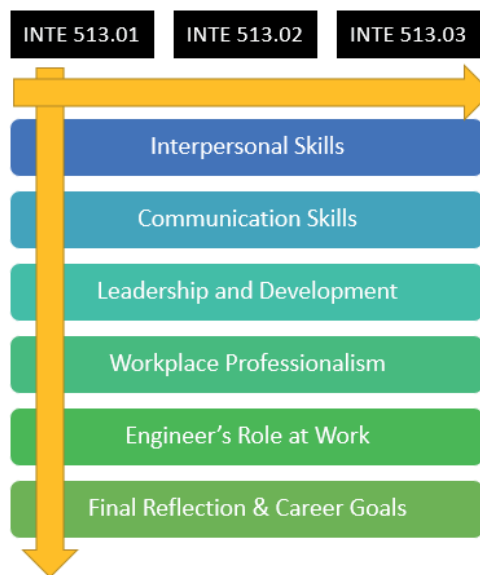 INTE 513.01 INTE 513.02 INTE 513.03
Interpersonal Skills
Communication Skills
Leadership and Development
Workplace Professionalism
Engineer’s Role at Work
Final Reflection & Career Goals